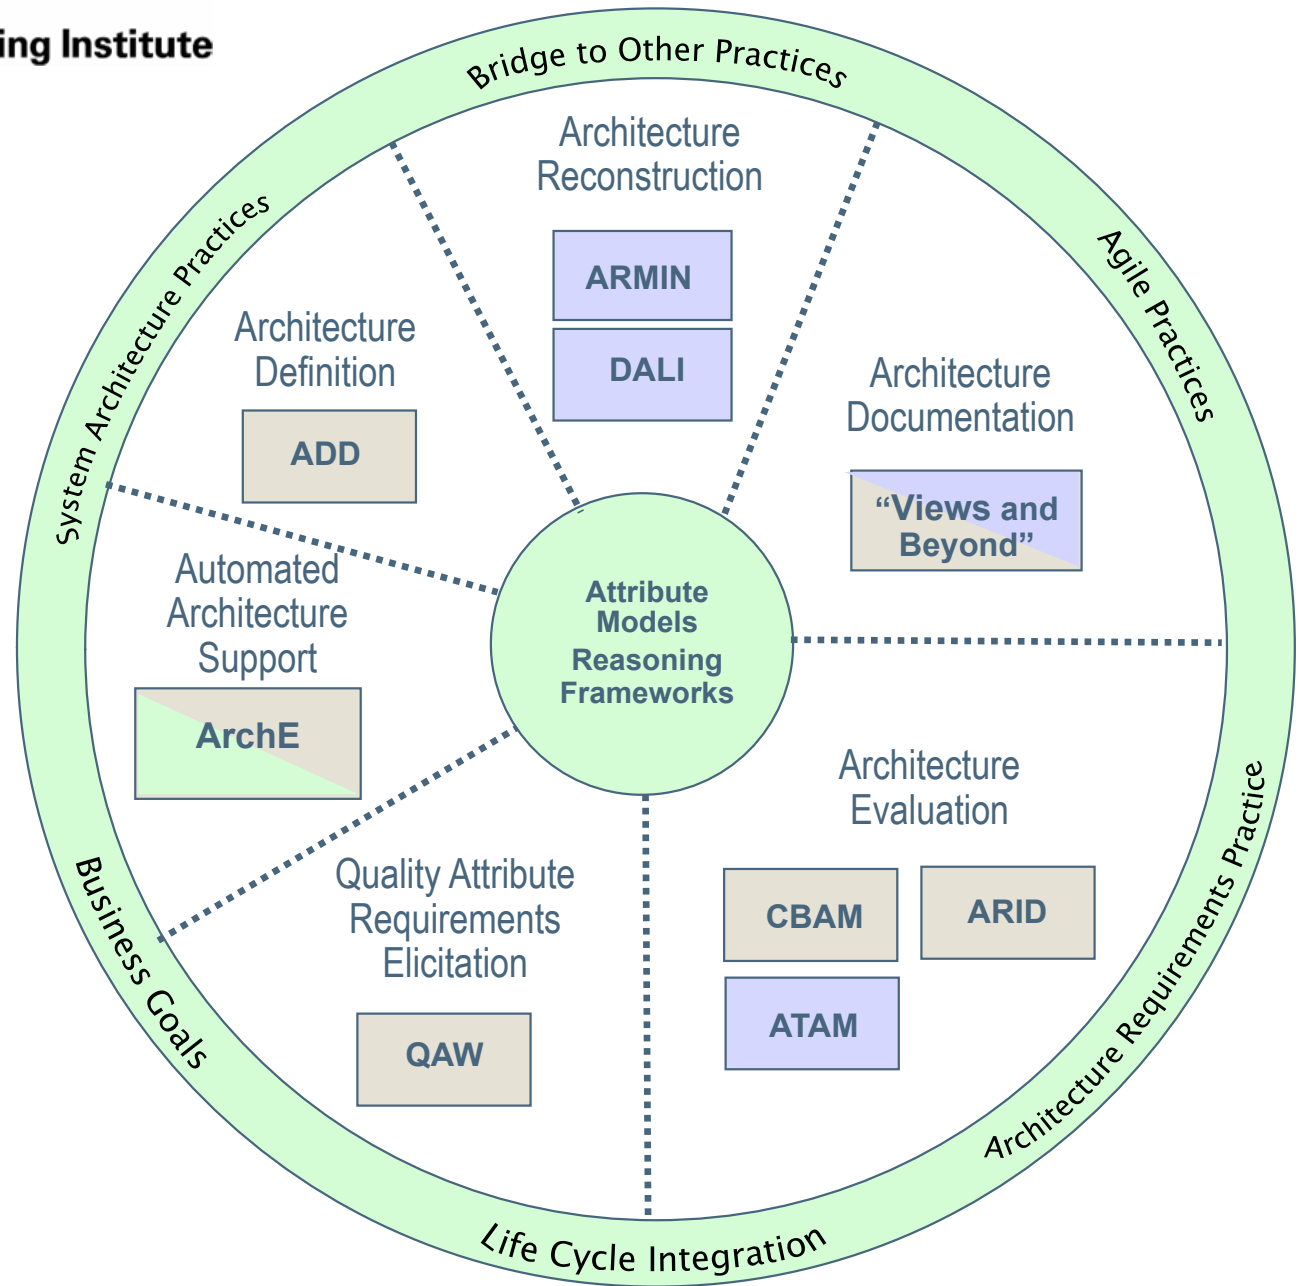 ing Institute
Bridge to Other Practices
Agile Practices
Architecture Requirements Practice
Life Cycle Integration
Business Goals
System Architecture Practices
Architecture
Reconstruction
ARMIN
DALI
Architecture
Documentation
“Views and
Beyond”
Architecture
Evaluation
CBAM
ARID
ATAM
Quality Attribute
Requirements
Elicitation
QAW
Automated
Architecture
Support
ArchE
Architecture
Definition
ADD
Attribute
Models
Reasoning
Frameworks